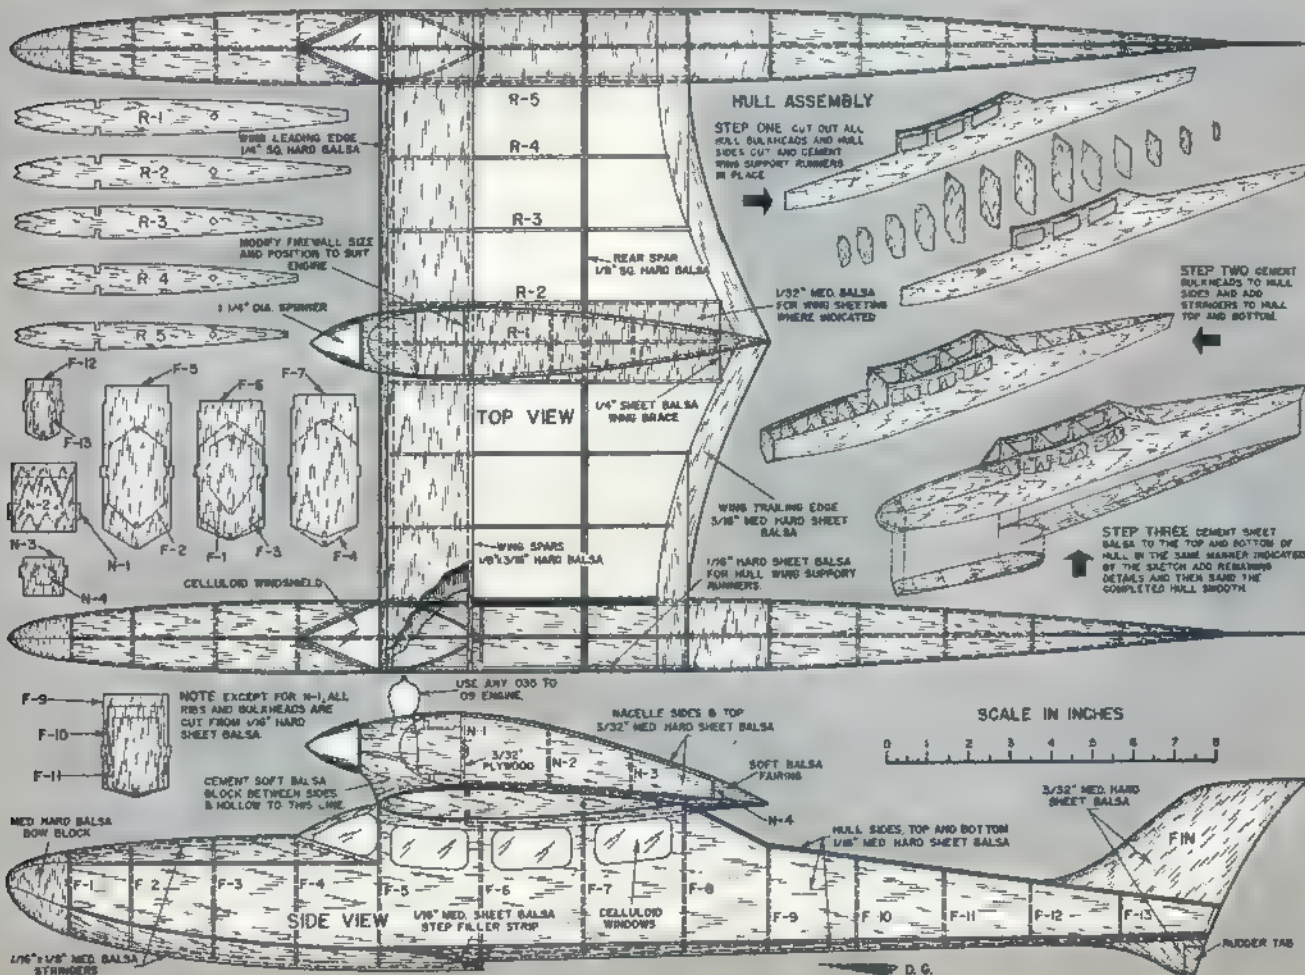 R-1
R-2
R-3
R-4
R-5
WING LEADING EDGE
1/4" SQ. HARD BALSA
MODIFY FIREWALL SIZE
AND POSITION TO SUIT
ENGINE
1 1/4" DIA. SPINNER
R-5
R-4
R-3
R-2
R-1
REAR SPAR
1/8" SQ. HARD BALSA
1/32" MED. BALSA
FOR WING SHEETING
WHERE INDICATED
TOP VIEW
1/4" SHEET BALSA
WING BRACE
WING TRAILING EDGE
3/16" MED HARD SHEET
BALSA
WING SPARS
1/8"x3/16" HARD BALSA
1/16" HARD SHEET BALSA
FOR HULL WING SUPPORT
RUNNERS
CELLULOID WINDSHIELD
HULL ASSEMBLY
STEP ONE CUT OUT ALL
HULL BULKHEADS AND HULL
SIDES CUT AND CEMENT
WING SUPPORT RUNNERS
IN PLACE
STEP TWO CEMENT
BULKHEADS TO HULL
SIDES AND ADD
STRINGERS TO HULL
TOP AND BOTTOM
STEP THREE CEMENT SHEET
BALSA TO THE TOP AND BOTTOM OF
HULL IN THE SAME MANNER INDICATED
BY THE SKETCH ADD REMAINING
DETAILS AND THEN SAND THE
COMPLETED HULL SMOOTH
F-12
F-13
F-5
F-2
F-6
F-1
F-3
F-7
F-4
N-2
N-1
N-3
N-4
F-9
F-10
F-11
NOTE EXCEPT FOR N-1, ALL
RIBS AND BULKHEADS ARE
CUT FROM 1/16" HARD
SHEET BALSA
USE ANY .035 TO
.09 ENGINE
NACELLE SIDES & TOP
3/32" MED HARD SHEET BALSA
N-1
3/32"
PLYWOOD
N-2
N-3
SOFT BALSA
FAIRING
N-4
CEMENT SOFT BALSA
BLOCK BETWEEN SIDES
& HOLLOW TO THIS LINE
SCALE IN INCHES
0 1 2 3 4 5 6 7 8
3/32" MED. HARD
SHEET BALSA
FIN
MED HARD BALSA
BOW BLOCK
HULL SIDES, TOP AND BOTTOM
1/16" MED HARD SHEET BALSA
F-1 F-2 F-3 F-4 F-5 F-6 F-7 F-8 F-9 F-10 F-11 F-12 F-13
SIDE VIEW
1/16" MED. SHEET BALSA
STEP FILLER STRIP
CELLULOID
WINDOWS
1/16"x1/8" MED. BALSA
STRINGERS
RUDDER TAB
D. G.